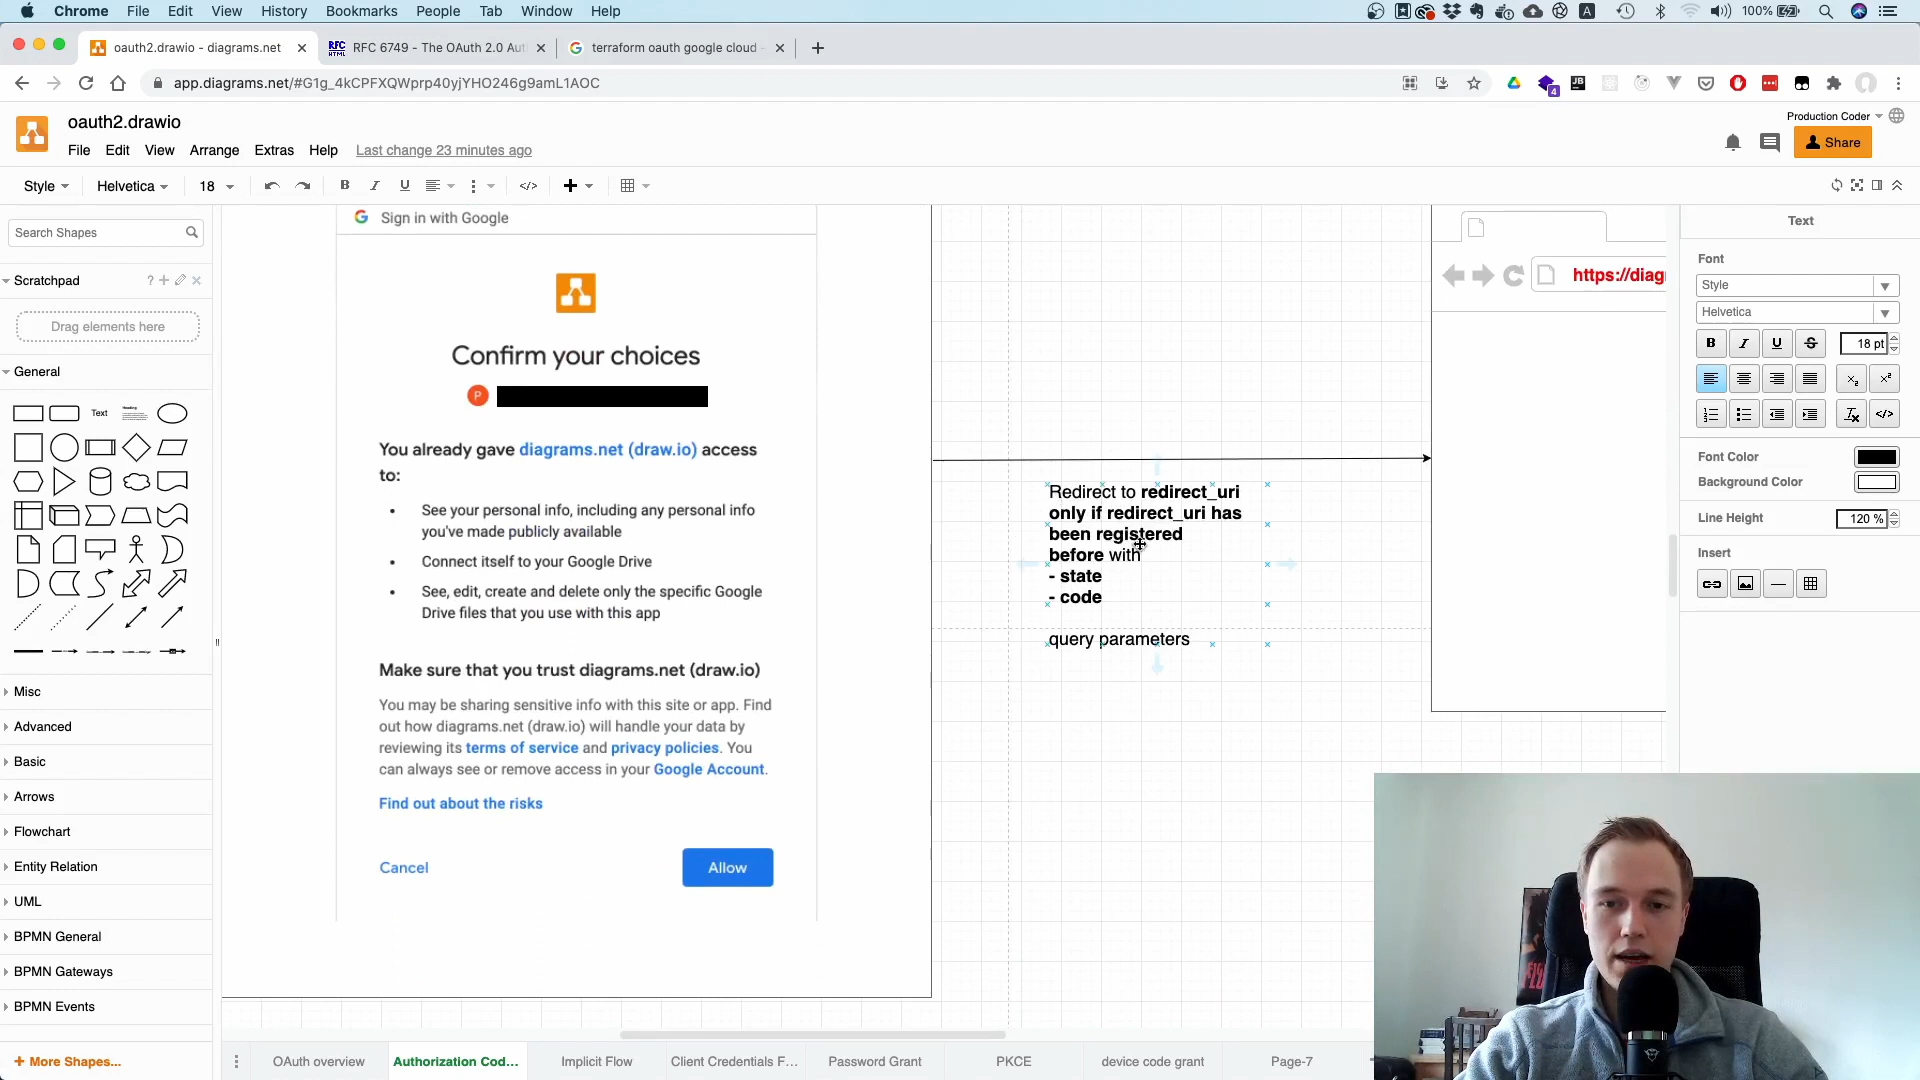 Chrome File Edit View History Bookmarks People Tab Window Help
100%
oauth2.drawio - diagrams.net
RFC HTML
RFC 6749 - The OAuth 2.0 Aut
terraform oauth google cloud -
app.diagrams.net/#G1g_4kCPFXQWprp40yjYHO246g9amL1AOC
4
oauth2.drawio
Production Coder
File Edit View Arrange Extras Help Last change 23 minutes ago
Share
Style Helvetica 18 B I U </>
Search Shapes
Scratchpad
? + ×
Drag elements here
General
Text
Heading
Misc
Advanced
Basic
Arrows
Flowchart
Entity Relation
UML
BPMN General
BPMN Gateways
BPMN Events
+ More Shapes...
Sign in with Google
Confirm your choices
P
You already gave diagrams.net (draw.io) access
to:
• See your personal info, including any personal info
you've made publicly available
• Connect itself to your Google Drive
• See, edit, create and delete only the specific Google
Drive files that you use with this app
Make sure that you trust diagrams.net (draw.io)
You may be sharing sensitive info with this site or app. Find
out how diagrams.net (draw.io) will handle your data by
reviewing its terms of service and privacy policies. You
can always see or remove access in your Google Account.
Find out about the risks
Cancel
Allow
Redirect to redirect_uri
only if redirect_uri has
been registered
before with
- state
- code
query parameters
https://diag
Text
Font
Style
Helvetica
B I U S 18 pt
Font Color
Background Color
Line Height 120 %
Insert
OAuth overview
Authorization Cod...
Implicit Flow
Client Credentials F...
Password Grant
PKCE
device code grant
Page-7